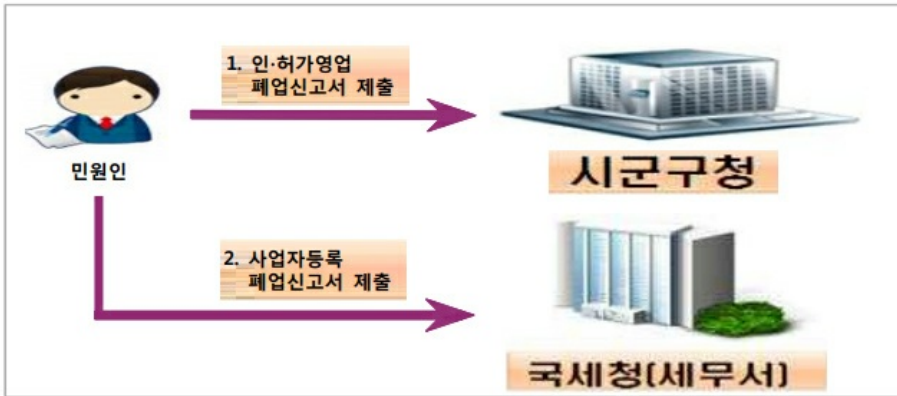 1. 인·허가영업
폐업신고서 제출
민원인
시군구청
2. 사업자등록
폐업신고서 제출
국세청(세무서)